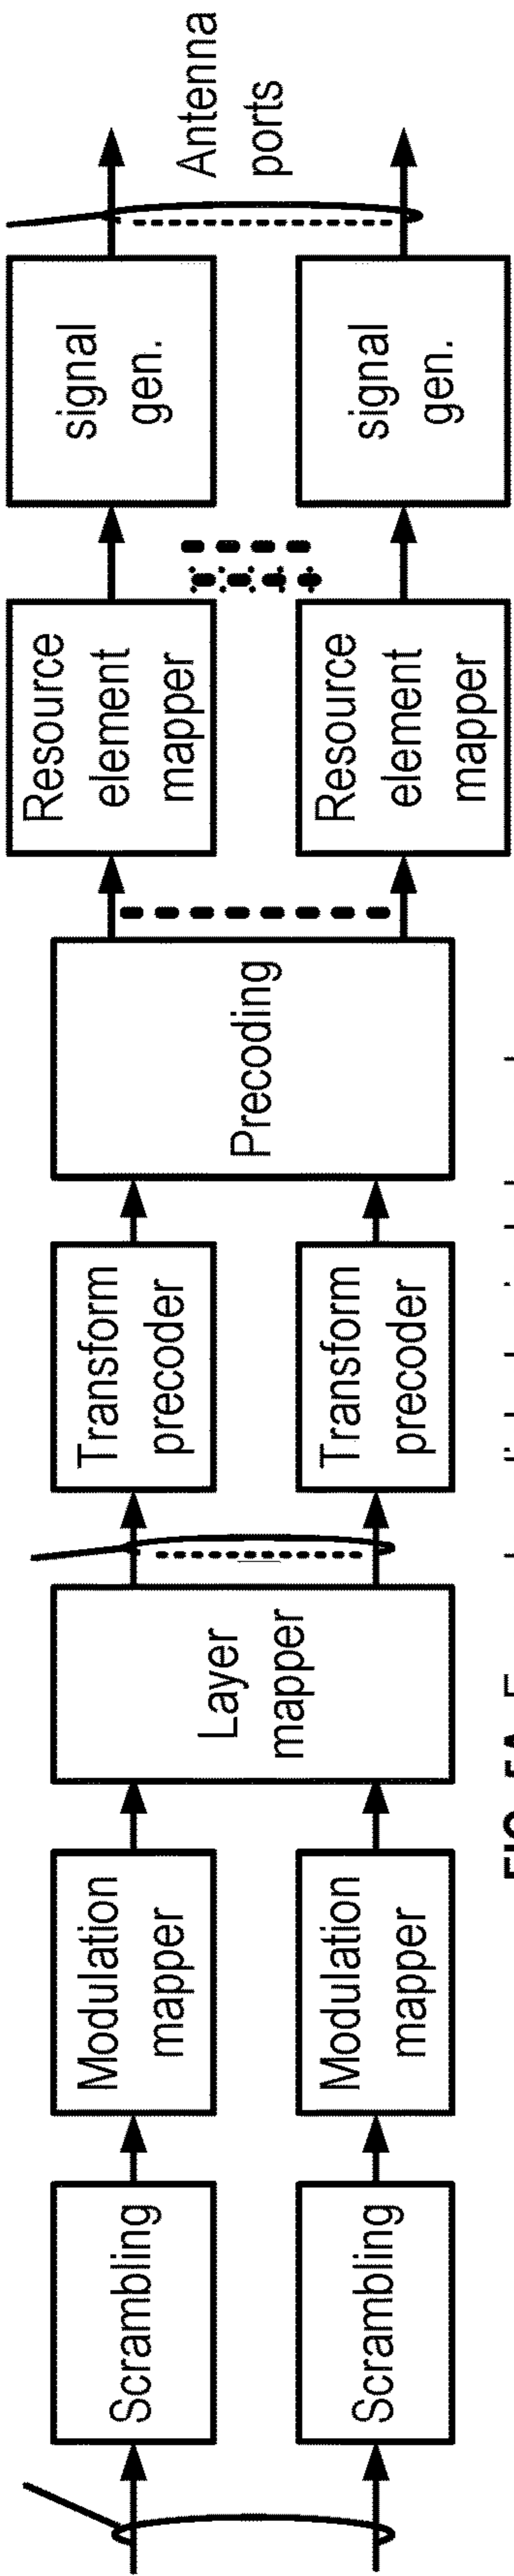 Scrambling
Scrambling
Modulation
mapper
Modulation
mapper
Layer
mapper
Transform
precoder
Transform
precoder
Precoding
Resource
element
mapper
Resource
element
mapper
signal
gen.
signal
gen.
Antenna
ports